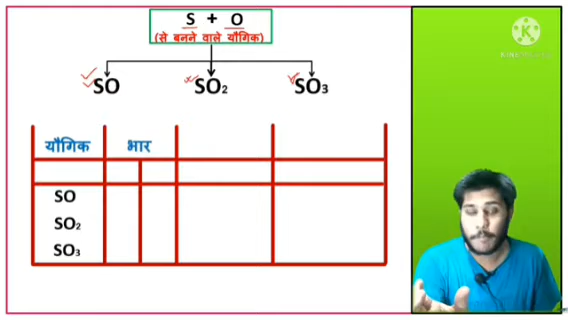 S + O
(से बनने वाले यौगिक)
SO SO₂ SO₃
यौगिक भार
SO
SO₂
SO₃